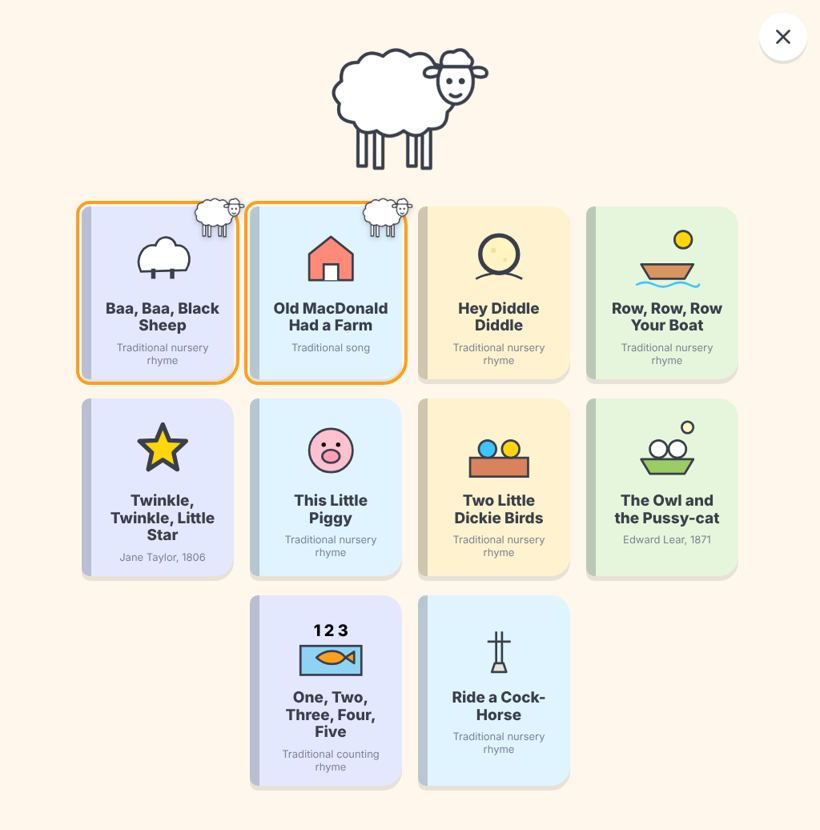 Baa, Baa, Black
Sheep
Traditional nursery
rhyme
Old MacDonald
Had a Farm
Traditional song
Hey Diddle
Diddle
Traditional nursery
rhyme
Row, Row, Row
Your Boat
Traditional nursery
rhyme
Twinkle,
Twinkle, Little
Star
Jane Taylor, 1806
This Little
Piggy
Traditional nursery
rhyme
Two Little
Dickie Birds
Traditional nursery
rhyme
The Owl and
the Pussy-cat
Edward Lear, 1871
123
One, Two,
Three, Four,
Five
Traditional counting
rhyme
Ride a Cock-
Horse
Traditional nursery
rhyme